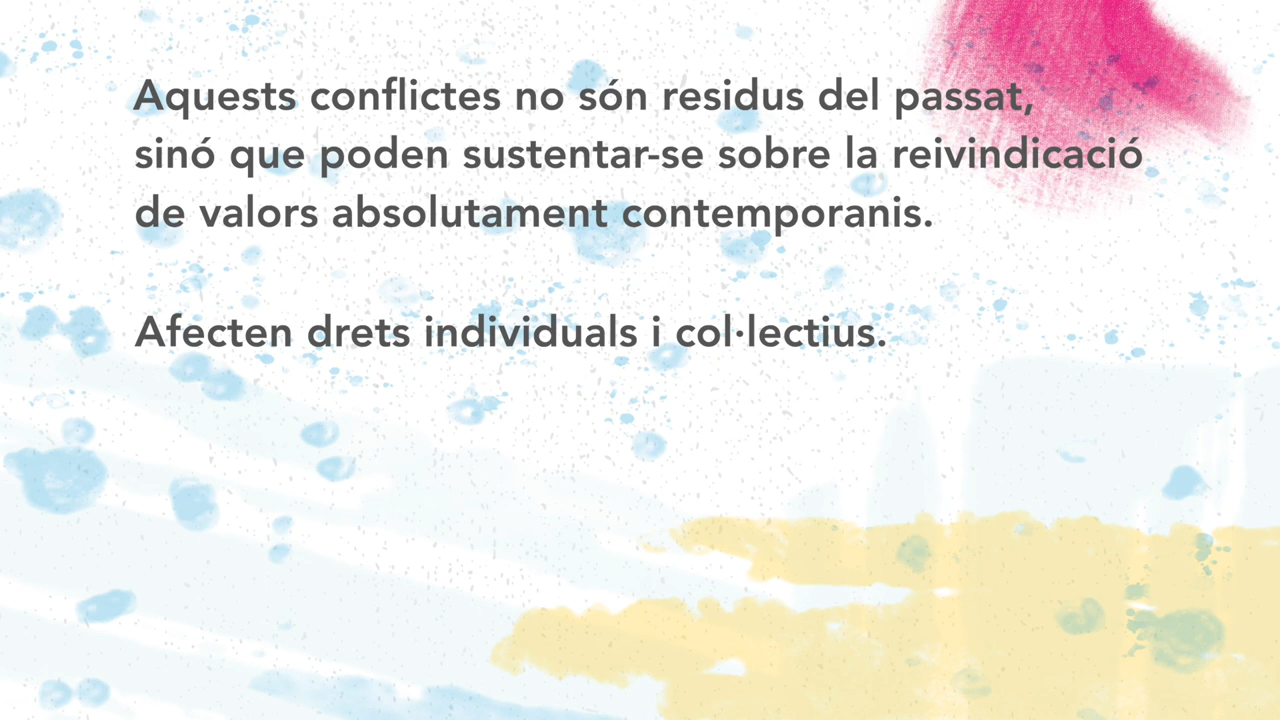 Aquests conflictes no són residus del passat,
sinó que poden sustentar-se sobre la reivindicació
de valors absolutament contemporanis.
Afecten drets individuals i col·lectius.